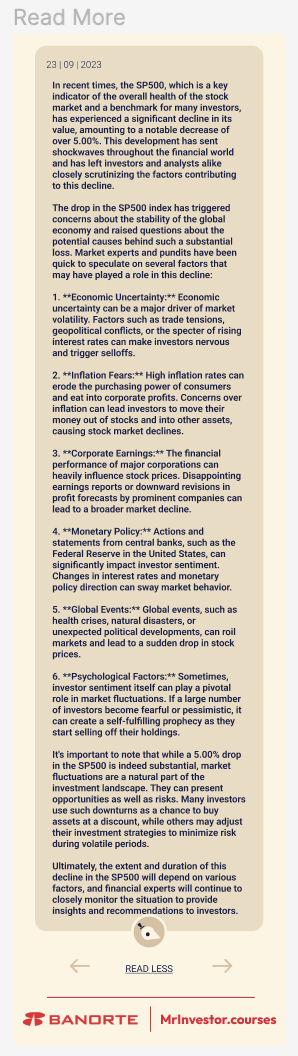 Read More
23 | 09 | 2023
In recent times, the SP500, which is a key
indicator of the overall health of the stock
market and a benchmark for many investors,
has experienced a significant decline in its
value, amounting to a notable decrease of
over 5.00%. This development has sent
shockwaves throughout the financial world
and has left investors and analysts alike
closely scrutinizing the factors contributing
to this decline.
The drop in the SP500 index has triggered
concerns about the stability of the global
economy and raised questions about the
potential causes behind such a substantial
loss. Market experts and pundits have been
quick to speculate on several factors that
may have played a role in this decline:
1. **Economic Uncertainty:** Economic
uncertainty can be a major driver of market
volatility. Factors such as trade tensions,
geopolitical conflicts, or the specter of rising
interest rates can make investors nervous
and trigger selloffs.
2. **Inflation Fears:** High inflation rates can
erode the purchasing power of consumers
and eat into corporate profits. Concerns over
inflation can lead investors to move their
money out of stocks and into other assets,
causing stock market declines.
3. **Corporate Earnings:** The financial
performance of major corporations can
heavily influence stock prices. Disappointing
earnings reports or downward revisions in
profit forecasts by prominent companies can
lead to a broader market decline.
4. **Monetary Policy:** Actions and
statements from central banks, such as the
Federal Reserve in the United States, can
significantly impact investor sentiment.
Changes in interest rates and monetary
policy direction can sway market behavior.
5. **Global Events:** Global events, such as
health crises, natural disasters, or
unexpected political developments, can roil
markets and lead to a sudden drop in stock
prices.
6. **Psychological Factors:** Sometimes,
investor sentiment itself can play a pivotal
role in market fluctuations. If a large number
of investors become fearful or pessimistic, it
can create a self-fulfilling prophecy as they
start selling off their holdings.
It's important to note that while a 5.00% drop
in the SP500 is indeed substantial, market
fluctuations are a natural part of the
investment landscape. They can present
opportunities as well as risks. Many investors
use such downturns as a chance to buy
assets at a discount, while others may adjust
their investment strategies to minimize risk
during volatile periods.
Ultimately, the extent and duration of this
decline in the SP500 will depend on various
factors, and financial experts will continue to
closely monitor the situation to provide
insights and recommendations to investors.
READ LESS
BANORTE MrInvestor.courses